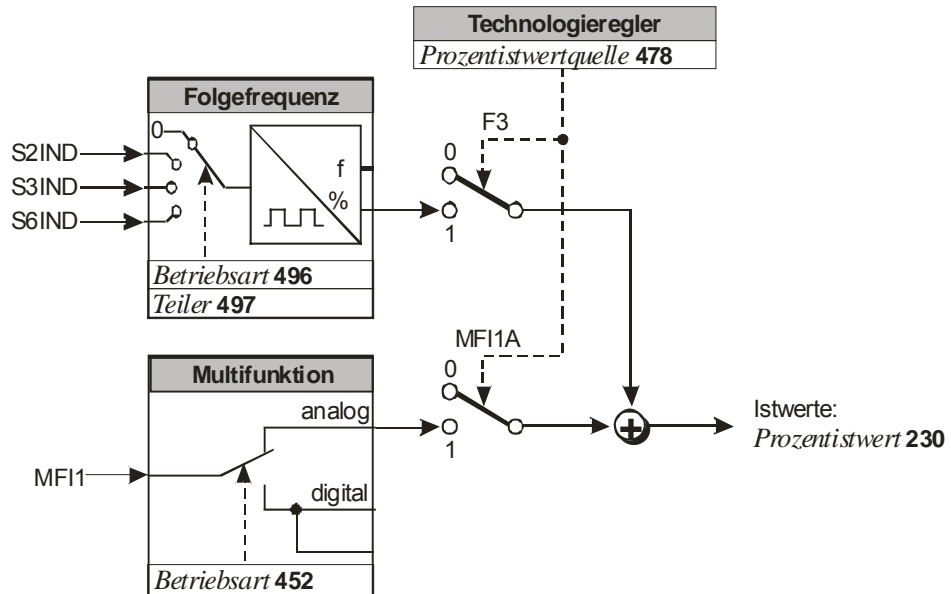 Technologieregler
Prozentistwertquelle 478
Folgefrequenz
F3
0
S2IND
0
f
S3IND
%
S6IND
1
Betriebsart 496
Teiler 497
MFI1A
Multifunktion
0
analog
1
Istwerte:
Prozentistwert 230
MFI1
digital
Betriebsart 452